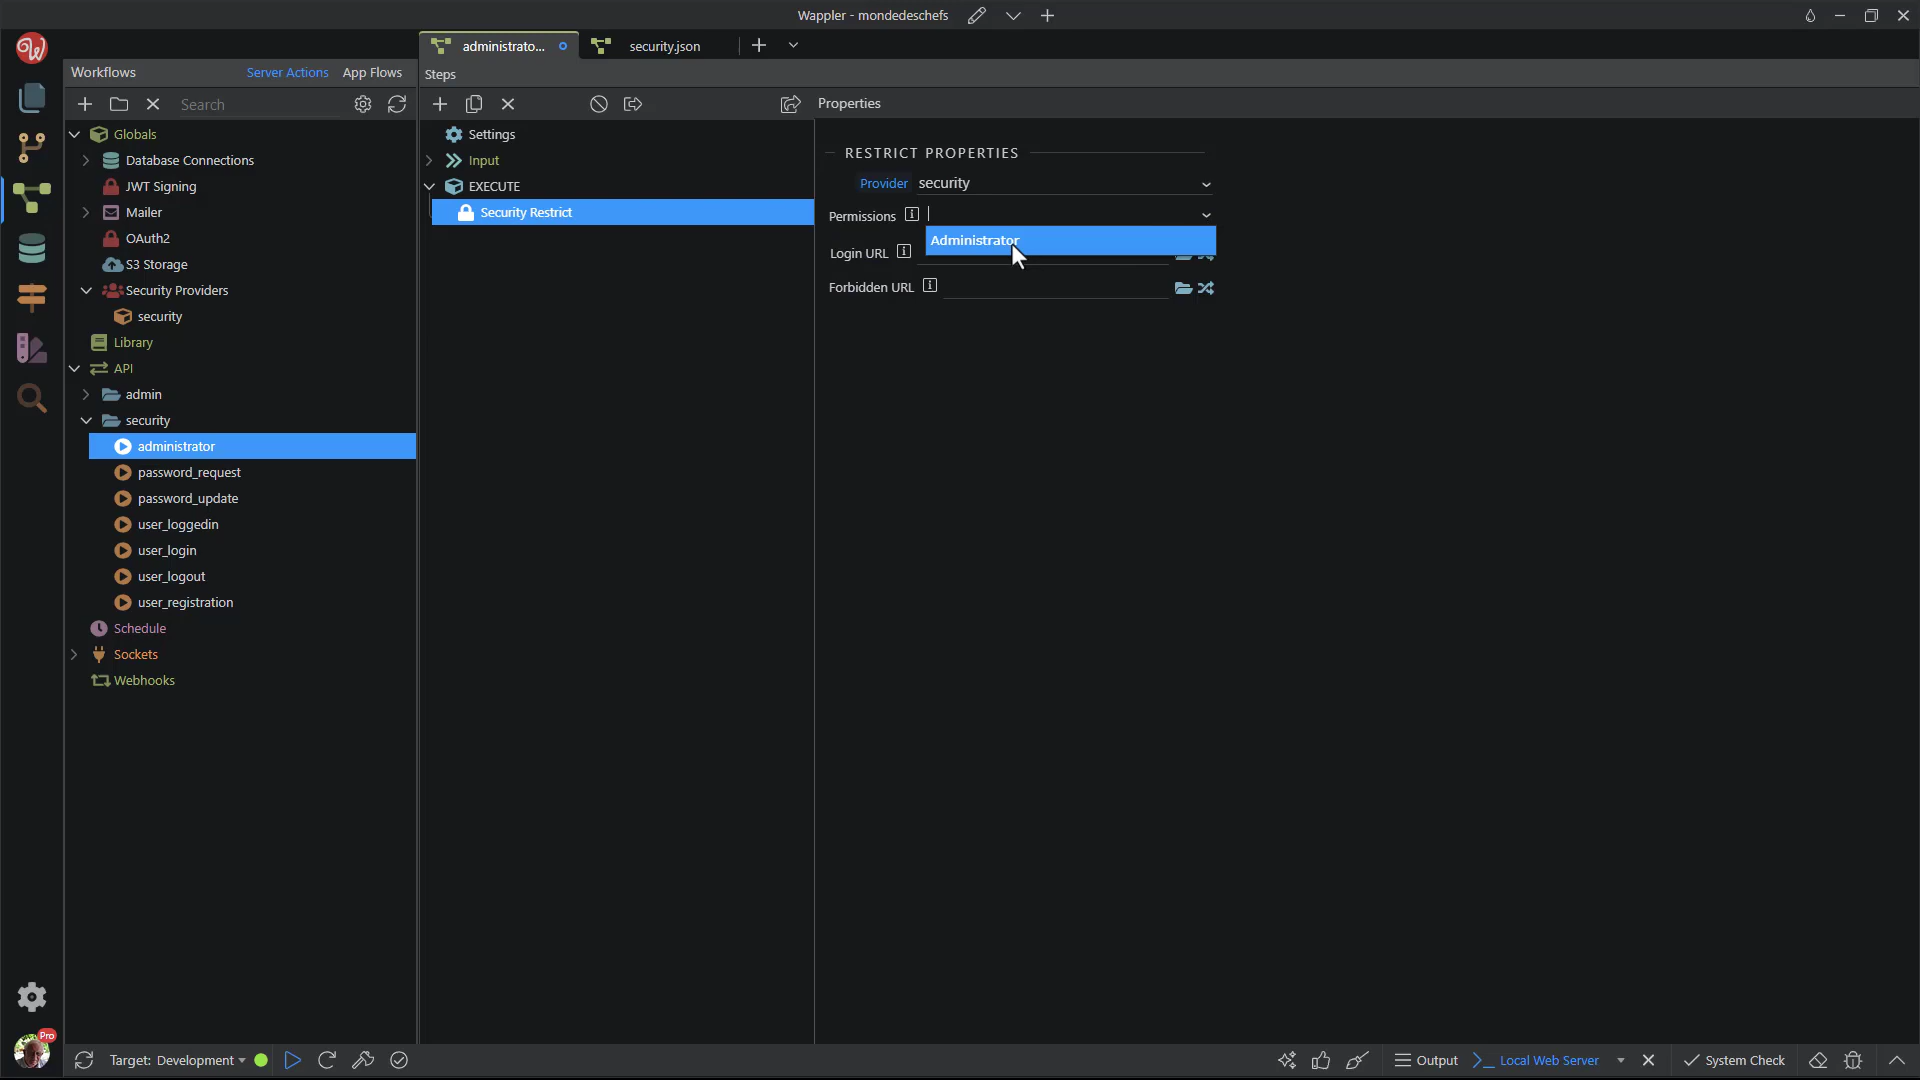 Wappler - mondedeschefs
administrato...
security.json
Workflows
Server Actions
App Flows
Steps
Search
Properties
Globals
Database Connections
JWT Signing
Mailer
OAuth2
S3 Storage
Security Providers
security
Library
API
admin
security
administrator
password_request
password_update
user_loggedin
user_login
user_logout
user_registration
Schedule
Sockets
Webhooks
Settings
Input
EXECUTE
Security Restrict
RESTRICT PROPERTIES
Provider
security
Permissions
Administrator
Login URL
Forbidden URL
Pro
Target: Development
Output
Local Web Server
System Check